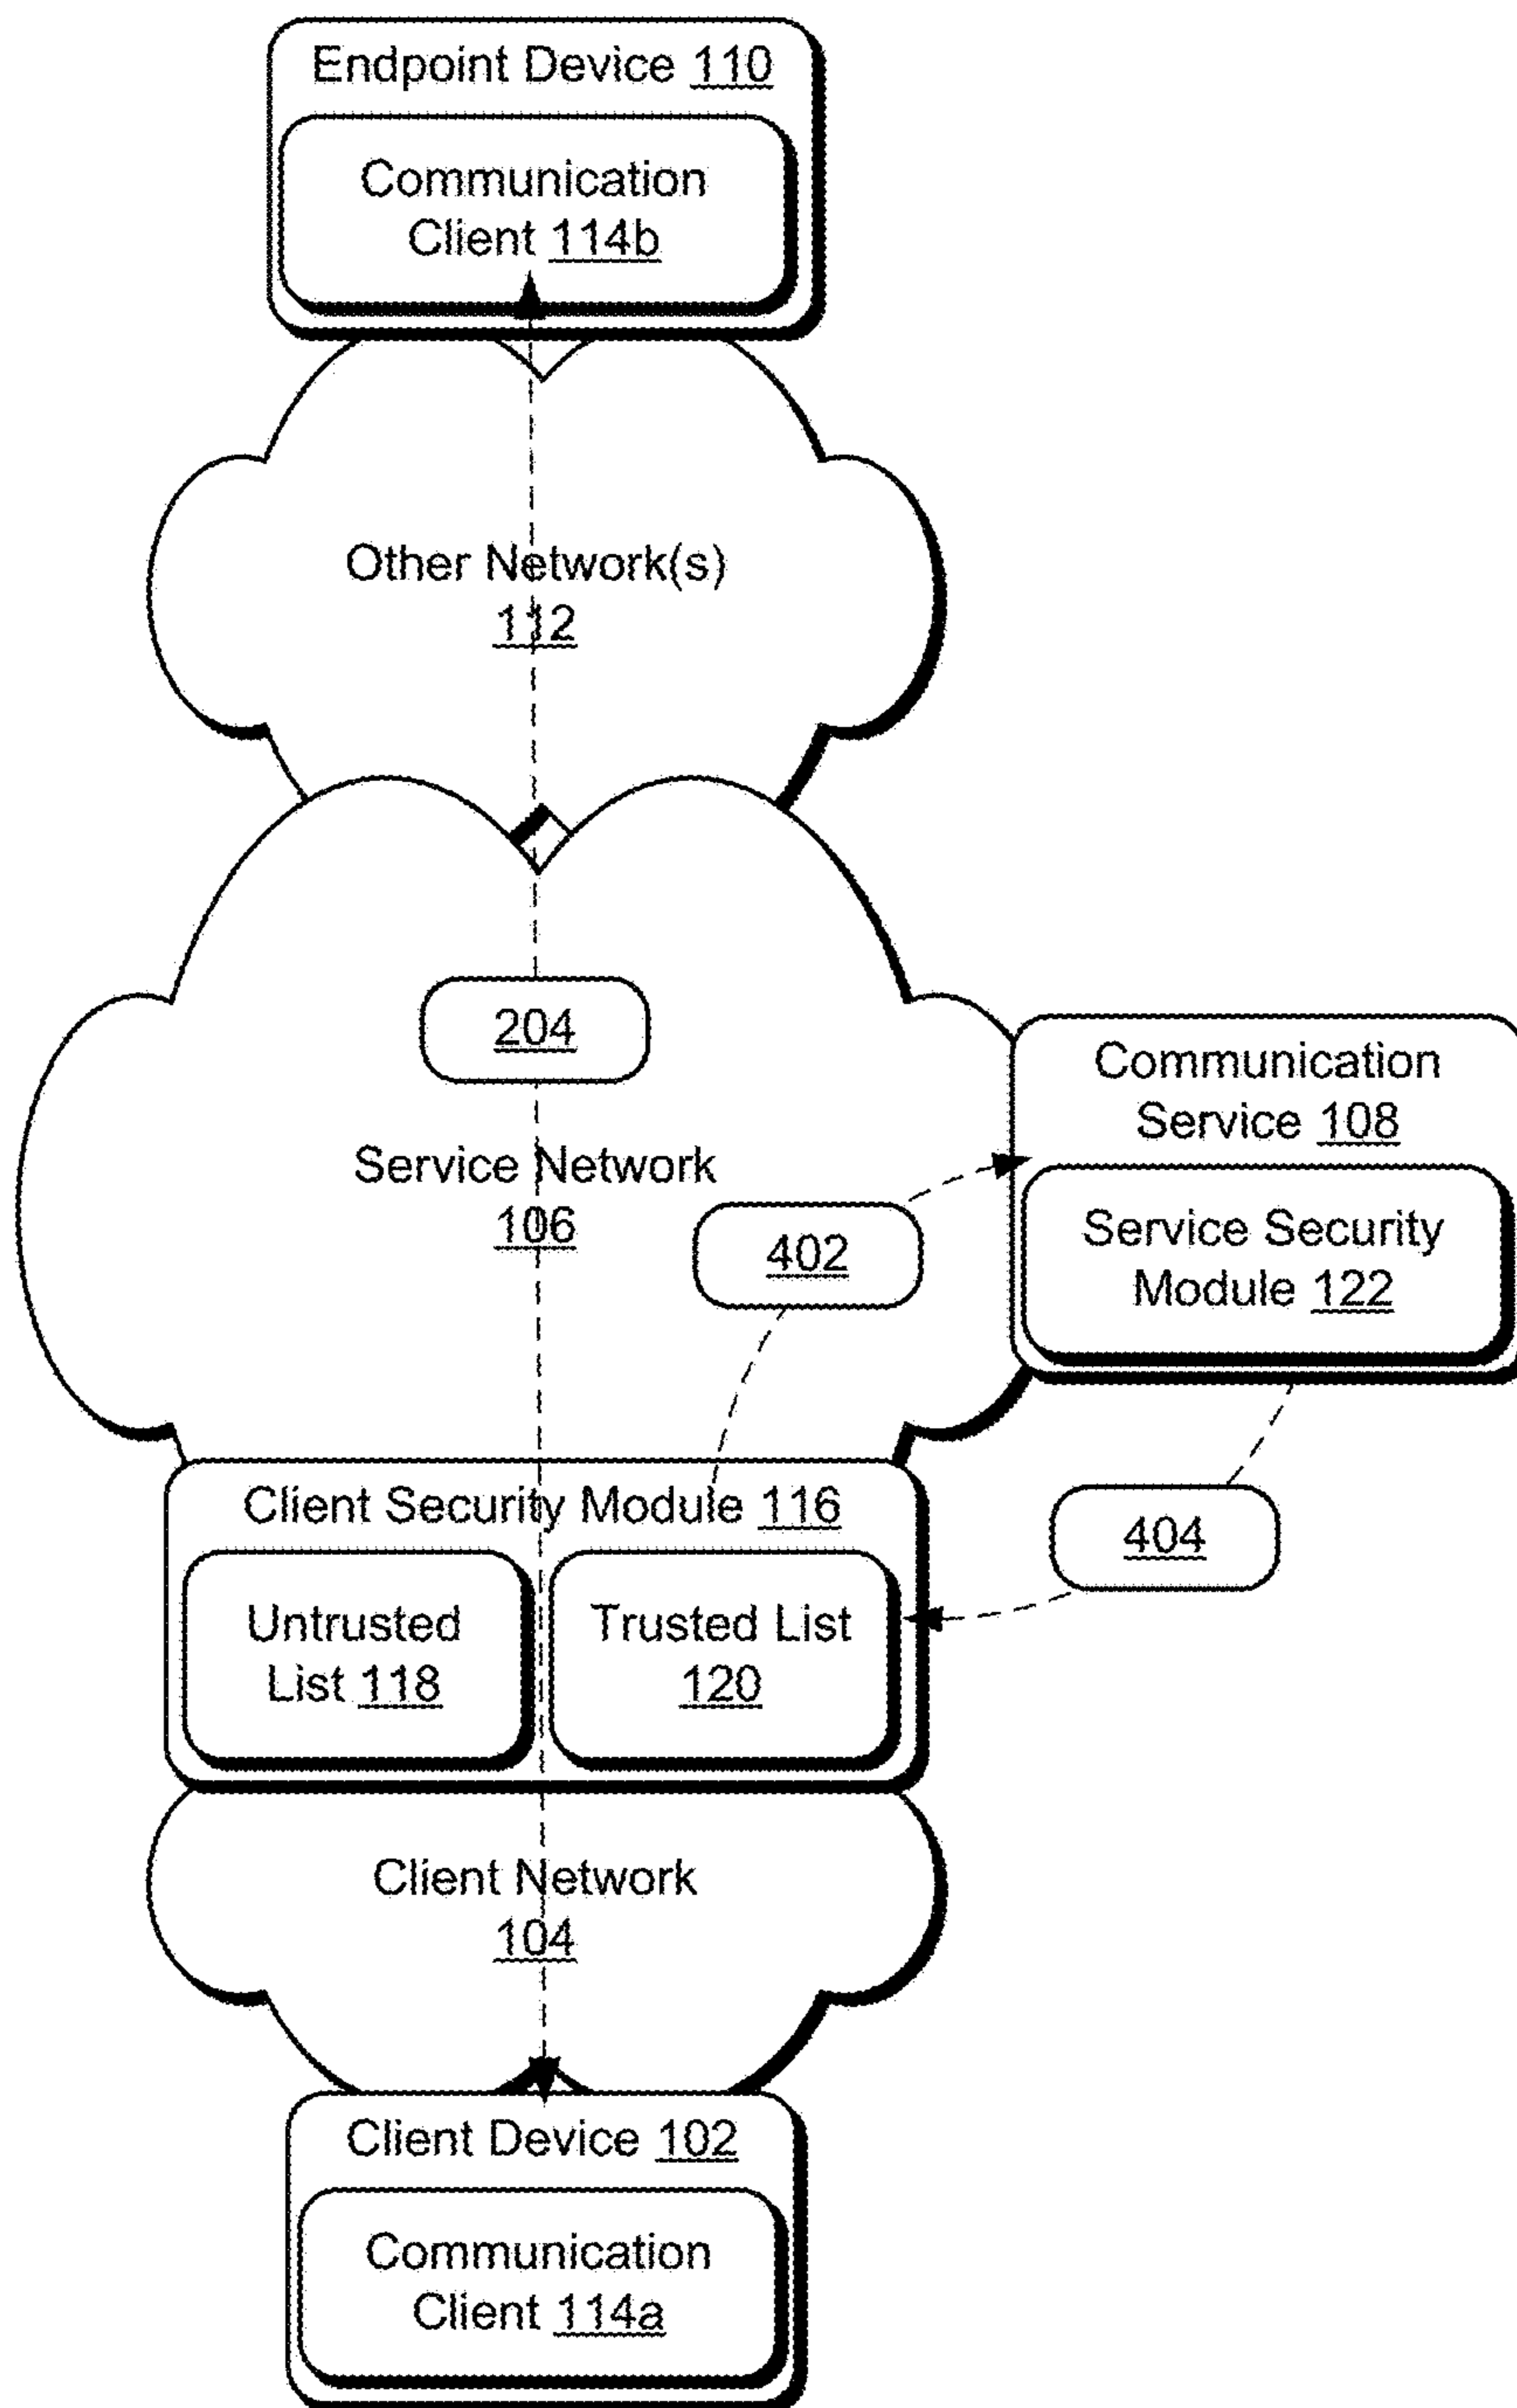 Endpoint Device 110
Communication
Client 114b
Other Network(s)
112
204
Service Network
106
402
Communication
Service 108
Service Security
Module 122
Client Security Module 116
404
Untrusted
List 118
Trusted List
120
Client Network
104
Client Device 102
Communication
Client 114a